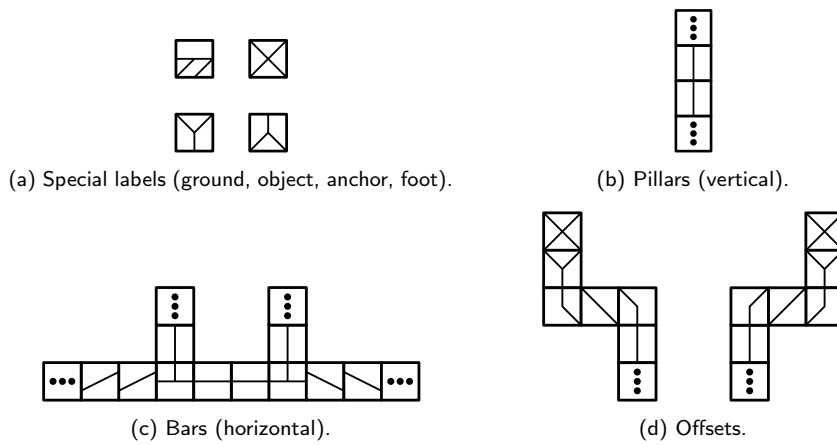 (a) Special labels (ground, object, anchor, foot).
(b) Pillars (vertical).
(c) Bars (horizontal).
(d) Offsets.